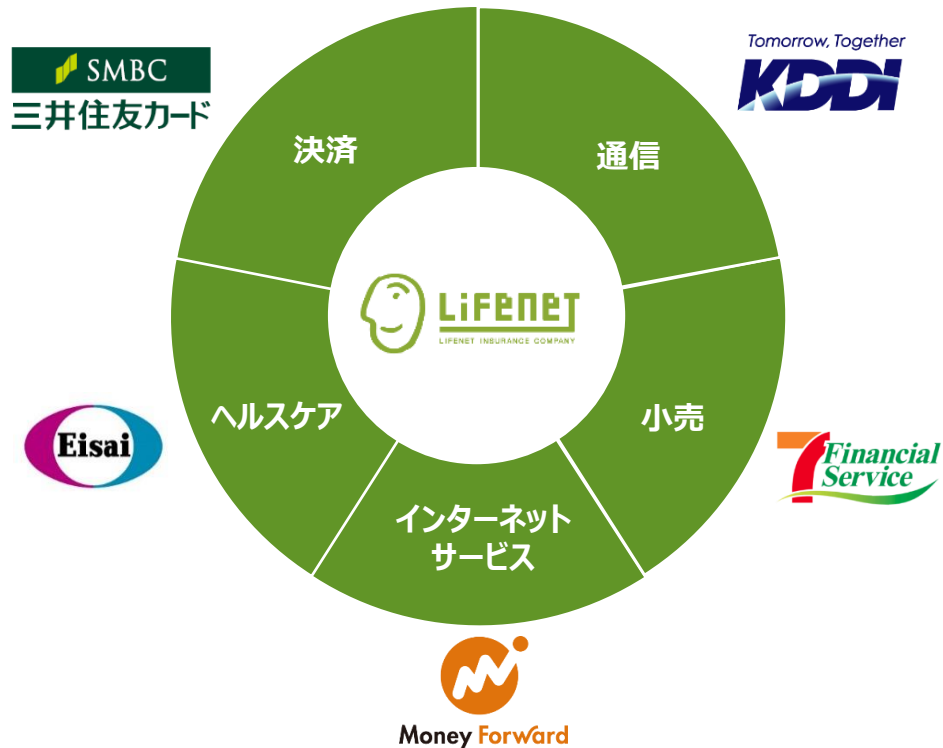 SMBC
三井住友カード
Tomorrow, Together
KDDI
決済
通信
LIFENET
LIFENET INSURANCE COMPANY
ヘルスケア
小売
Eisai
7 Financial
Service
インターネット
サービス
Money Forward